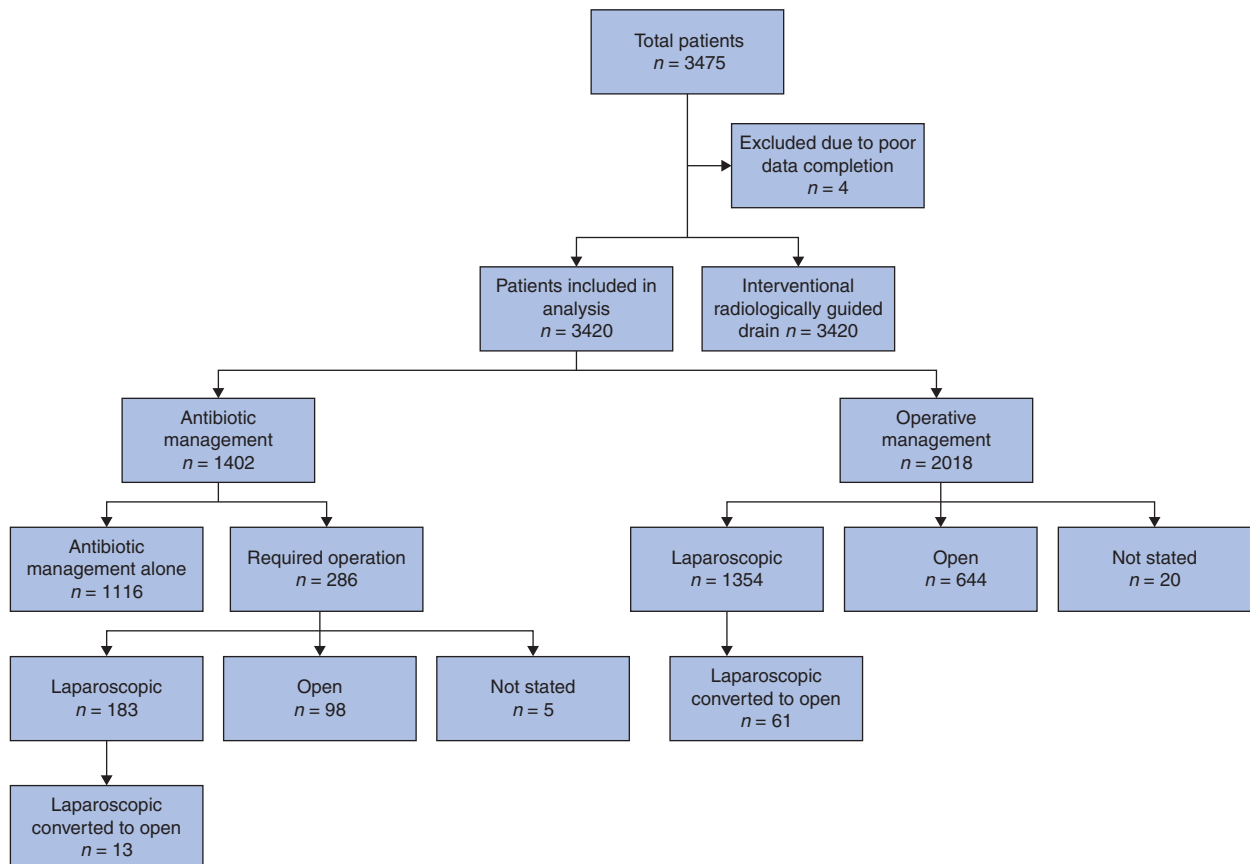 Total patients
n = 3475
Excluded due to poor
data completion
n = 4
Patients included in
analysis
n = 3420
Interventional
radiologically guided
drain n = 3420
Antibiotic
management
n = 1402
Operative
management
n = 2018
Antibiotic
management alone
n = 1116
Required operation
n = 286
Laparoscopic
n = 1354
Open
n = 644
Not stated
n = 20
Laparoscopic
n = 183
Open
n = 98
Not stated
n = 5
Laparoscopic
converted to open
n = 61
Laparoscopic
converted to open
n = 13